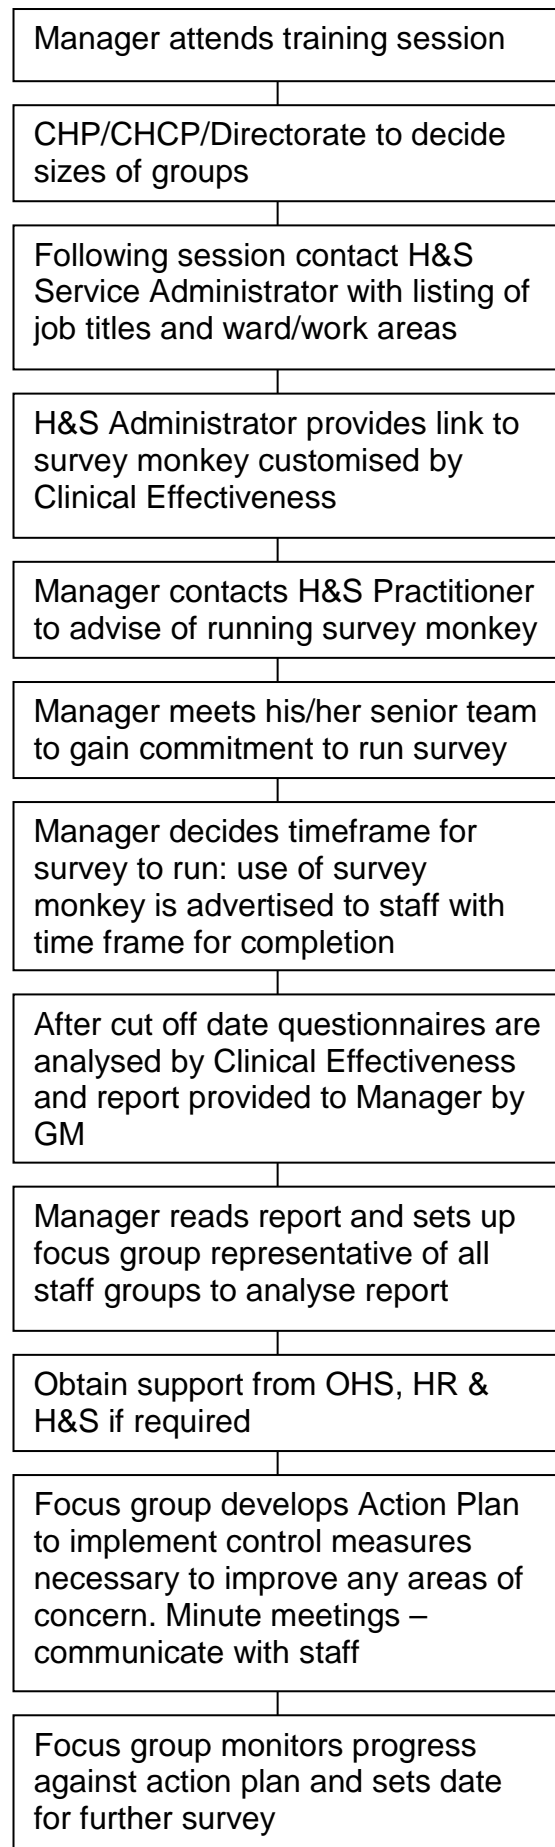 Manager attends training session
CHP/CHCP/Directorate to decide
sizes of groups
Following session contact H&S
Service Administrator with listing of
job titles and ward/work areas
H&S Administrator provides link to
survey monkey customised by
Clinical Effectiveness
Manager contacts H&S Practitioner
to advise of running survey monkey
Manager meets his/her senior team
to gain commitment to run survey
Manager decides timeframe for
survey to run: use of survey
monkey is advertised to staff with
time frame for completion
After cut off date questionnaires are
analysed by Clinical Effectiveness
and report provided to Manager by
GM
Manager reads report and sets up
focus group representative of all
staff groups to analyse report
Obtain support from OHS, HR &
H&S if required
Focus group develops Action Plan
to implement control measures
necessary to improve any areas of
concern. Minute meetings –
communicate with staff
Focus group monitors progress
against action plan and sets date
for further survey